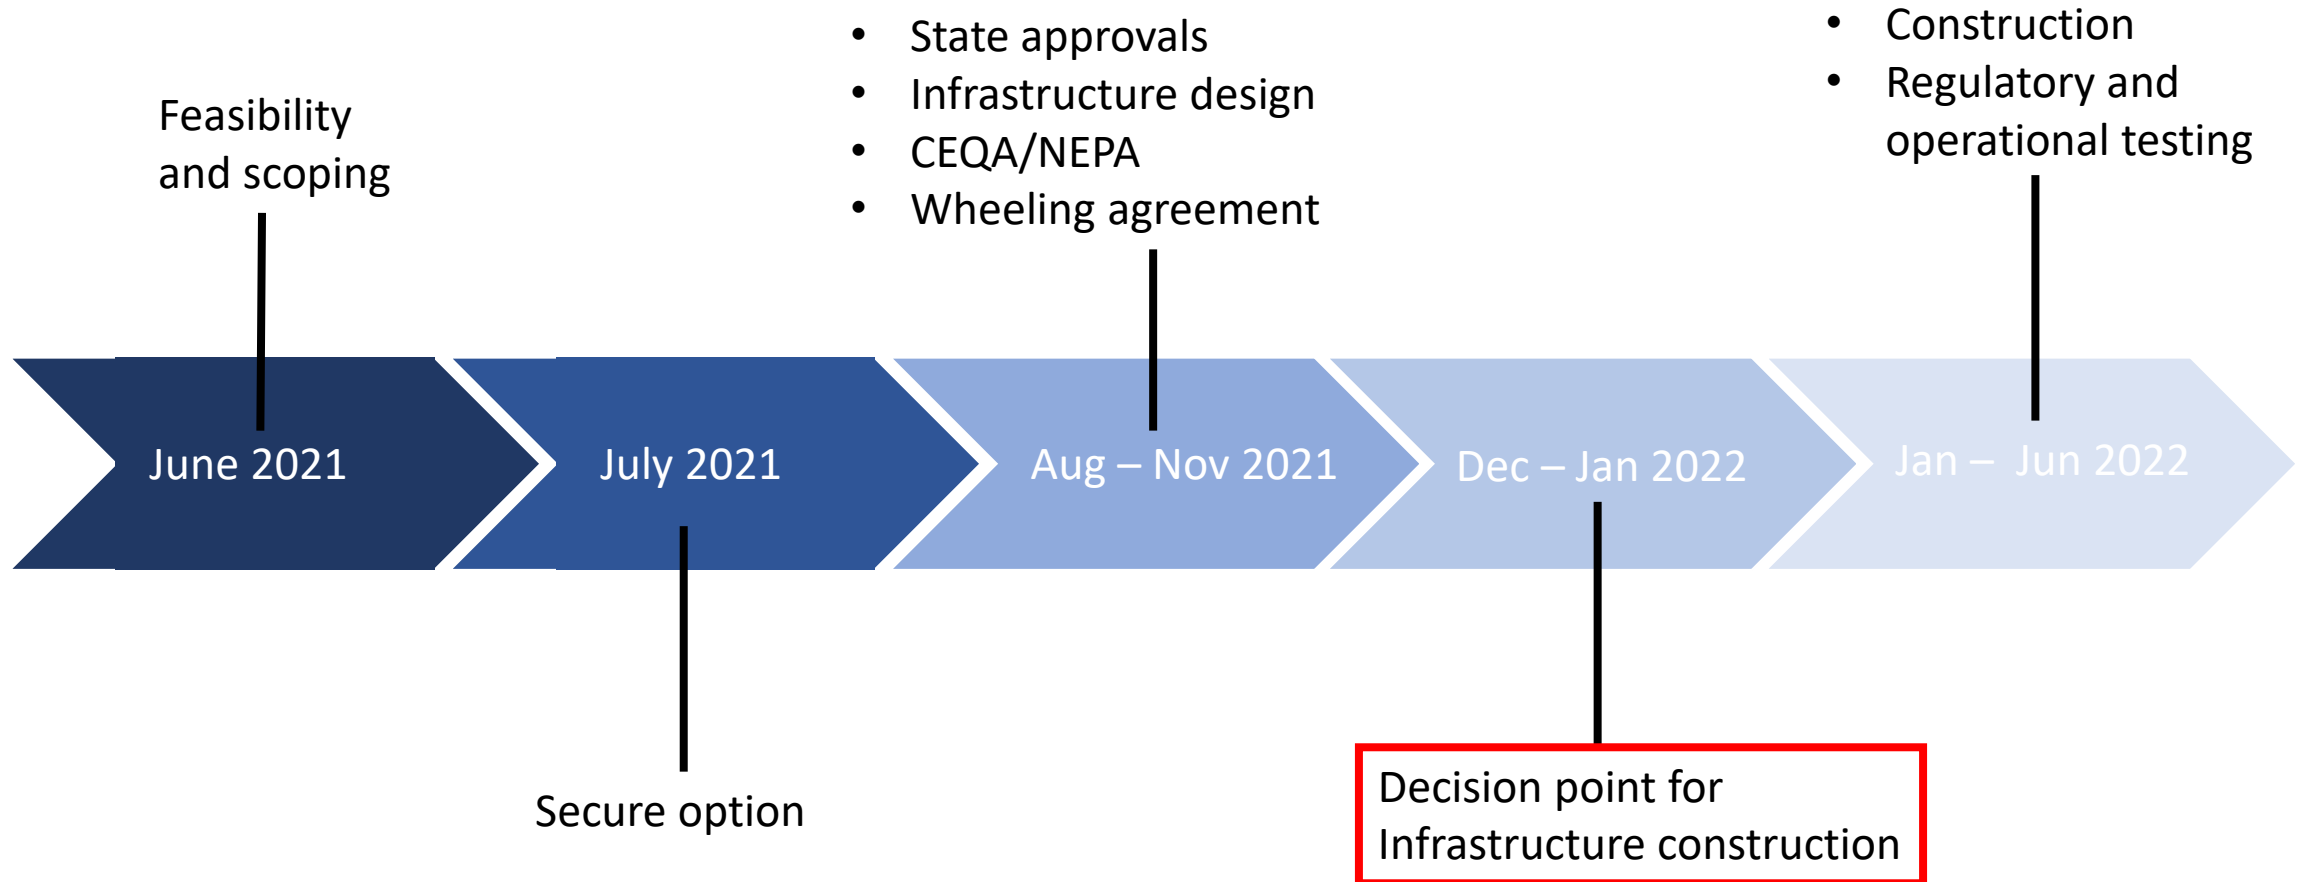 Feasibility
and scoping
• State approvals
• Infrastructure design
• CEQA/NEPA
• Wheeling agreement
• Construction
• Regulatory and
operational testing
June 2021
July 2021
Aug – Nov 2021
Dec – Jan 2022
Jan – Jun 2022
Secure option
Decision point for
Infrastructure construction